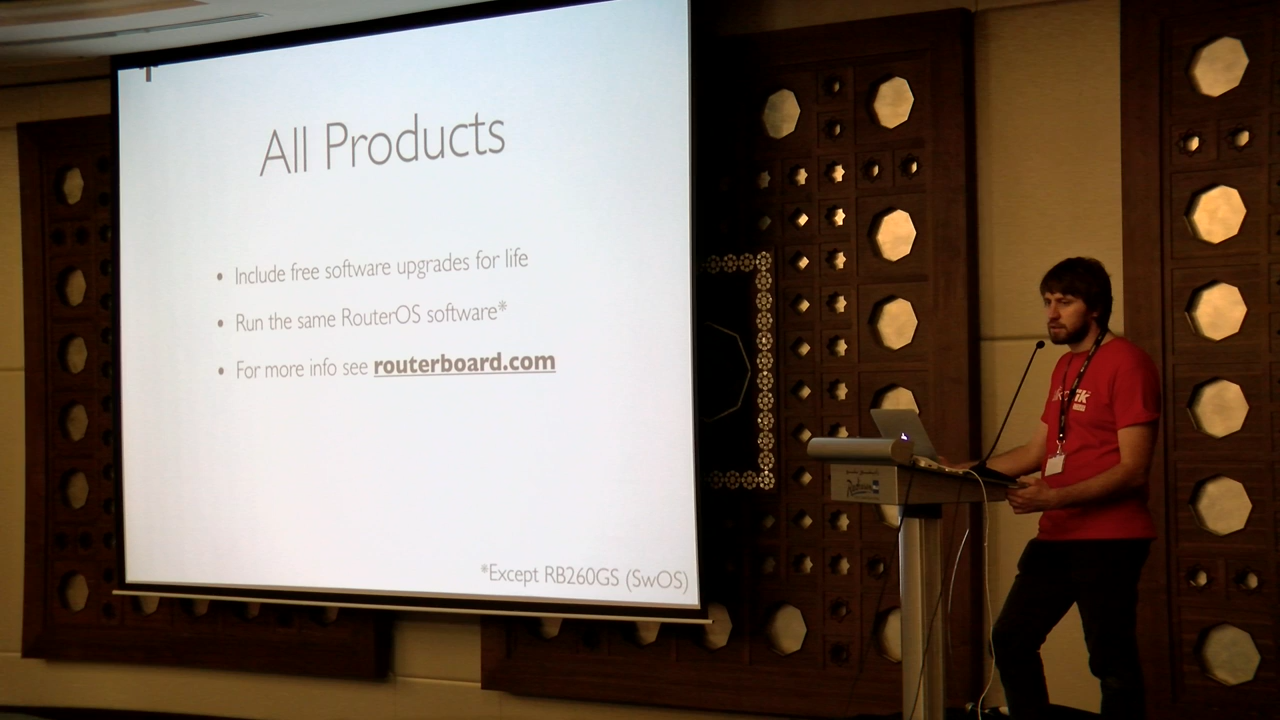 All Products
• Include free software upgrades for life
• Run the same RouterOS software*
• For more info see routerboard.com
*Except RB260GS (SwOS)
Radisson